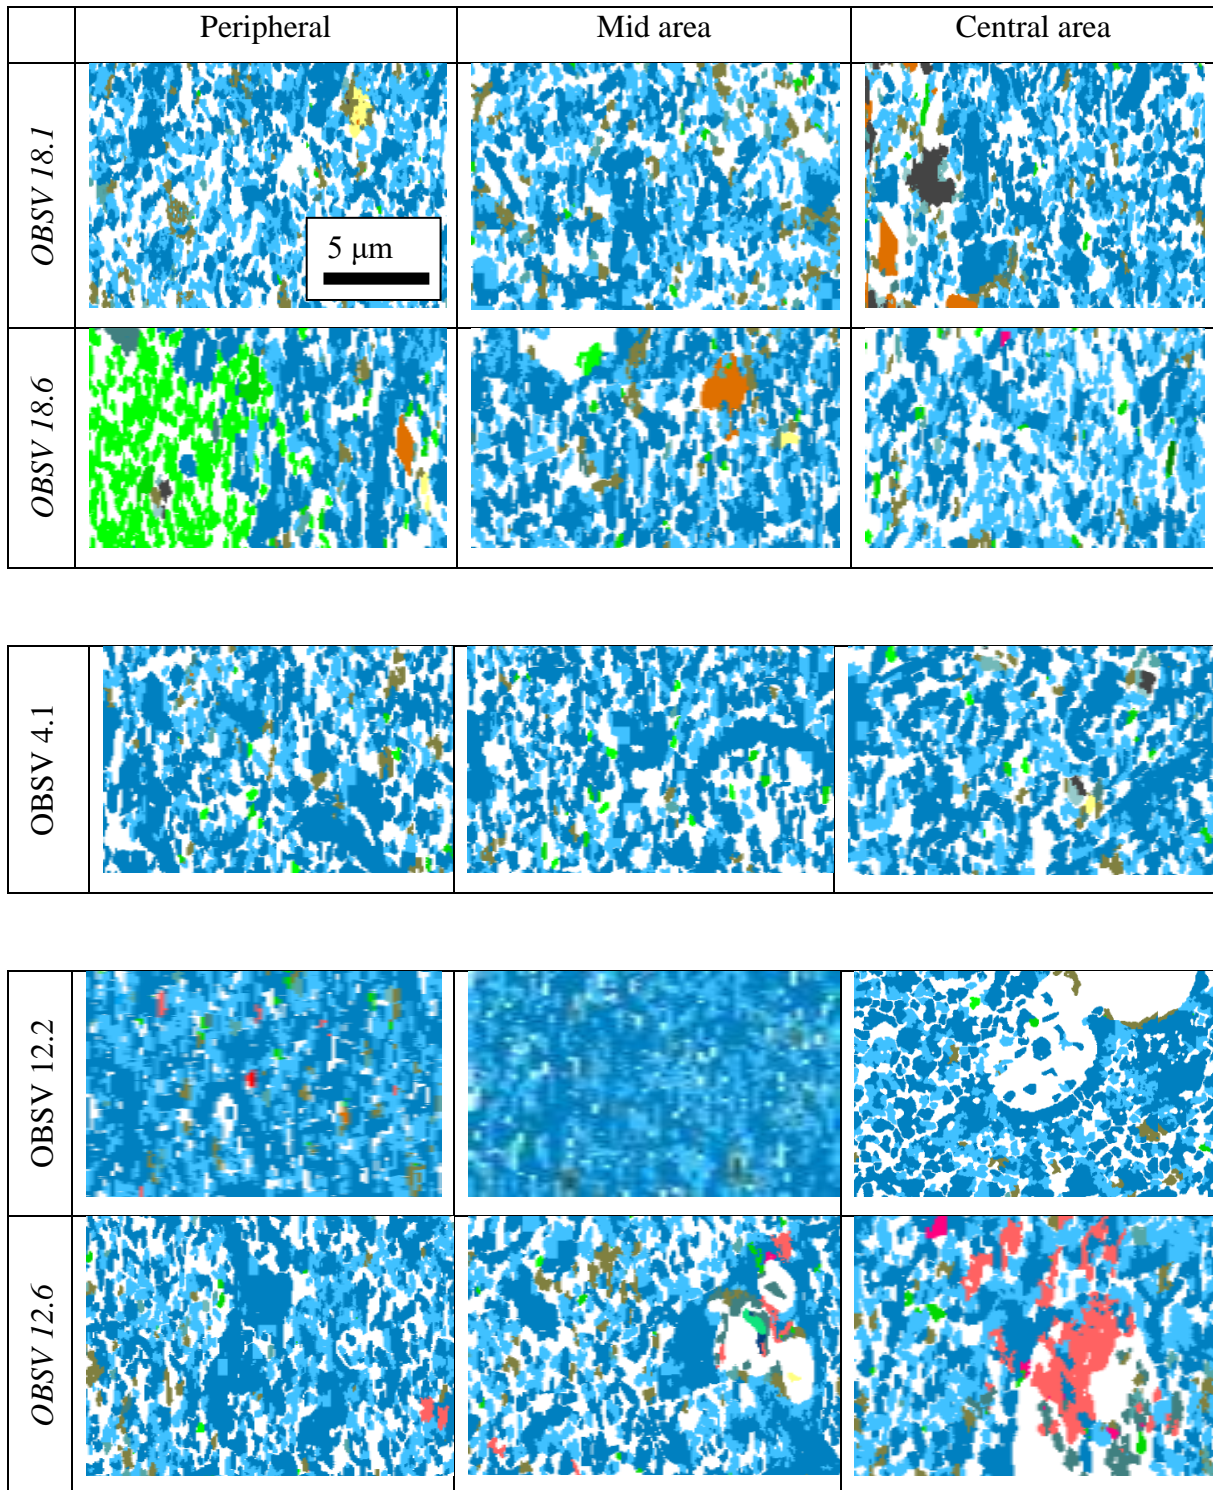 Peripheral Mid area Central area
OBSV 18.1
5 µm
OBSV 18.6
OBSV 4.1
OBSV 12.2
OBSV 12.6